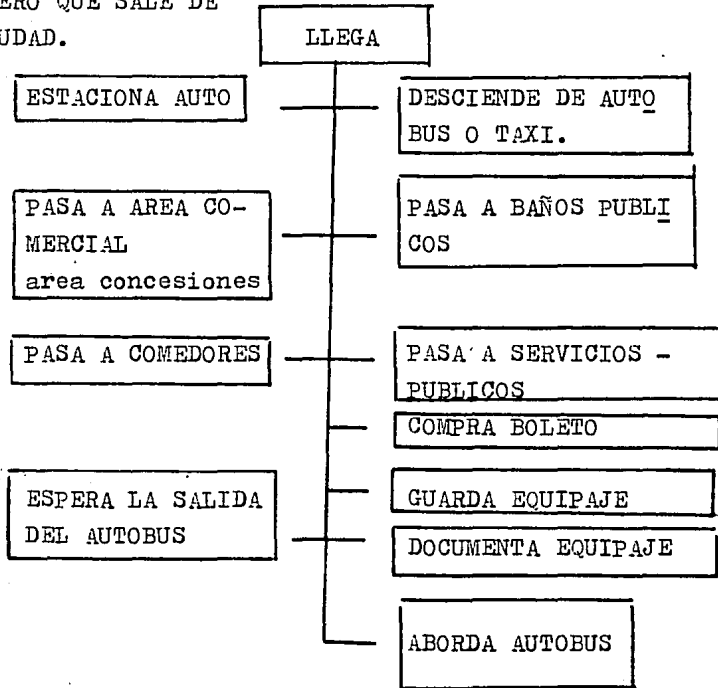 ERO QUE SALE DE
UDAD.
LLEGA
ESTACIONA AUTO
DESCIENDE DE AUTO
BUS O TAXI.
PASA A AREA CO-
MERCIAL
area concesiones
PASA A BAÑOS PUBLI
COS
PASA A COMEDORES
PASA A SERVICIOS -
PUBLICOS
COMPRA BOLETO
ESPERA LA SALIDA
DEL AUTOBUS
GUARDA EQUIPAJE
DOCUMENTA EQUIPAJE
ABORDA AUTOBUS